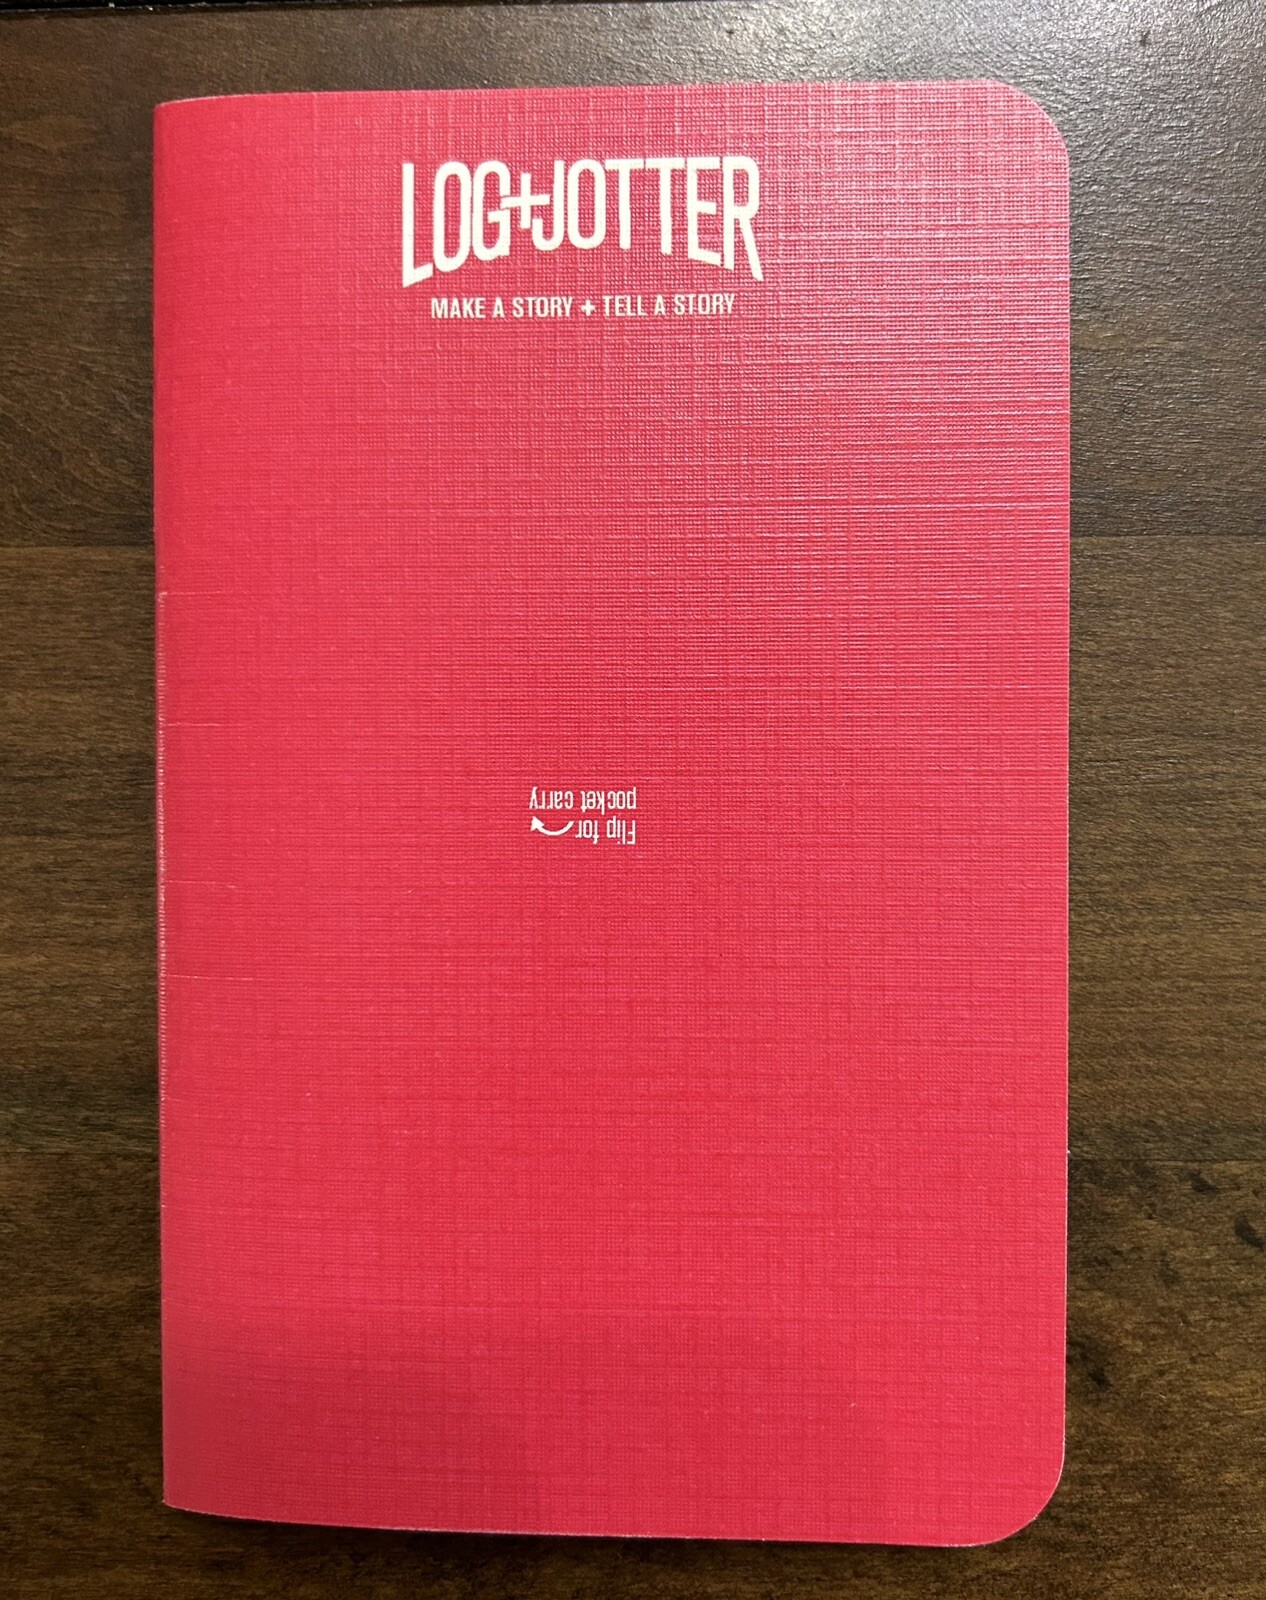 LOG+JOTTER
MAKE A STORY + TELL A STORY
Flip for
pocket carry